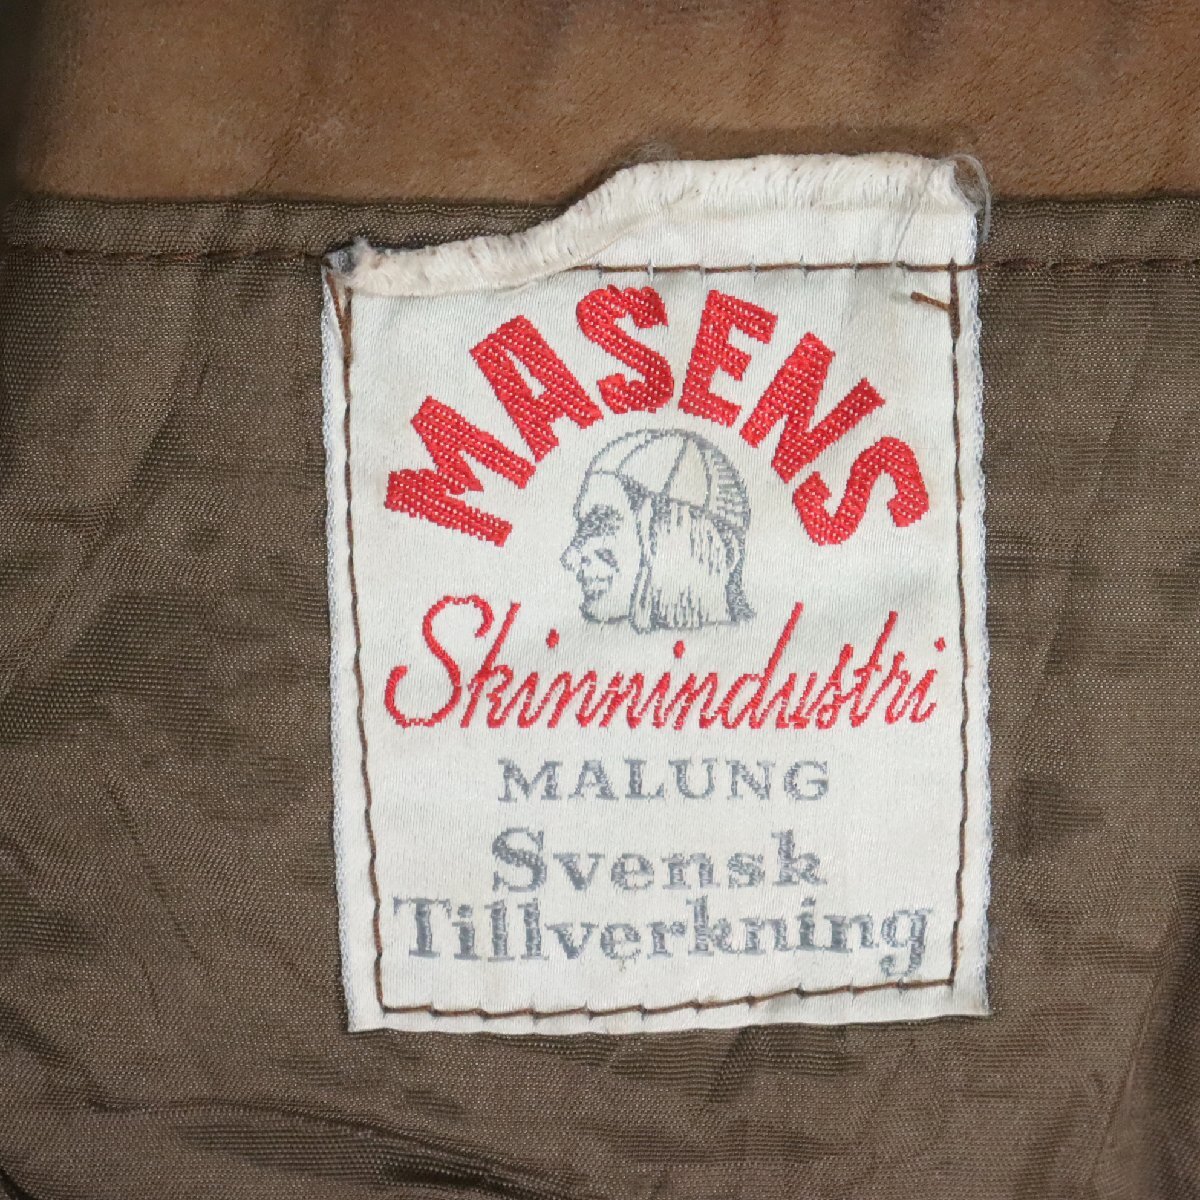 MASENS
Skinnindustri
MALUNG
Svensk
Tillverkning